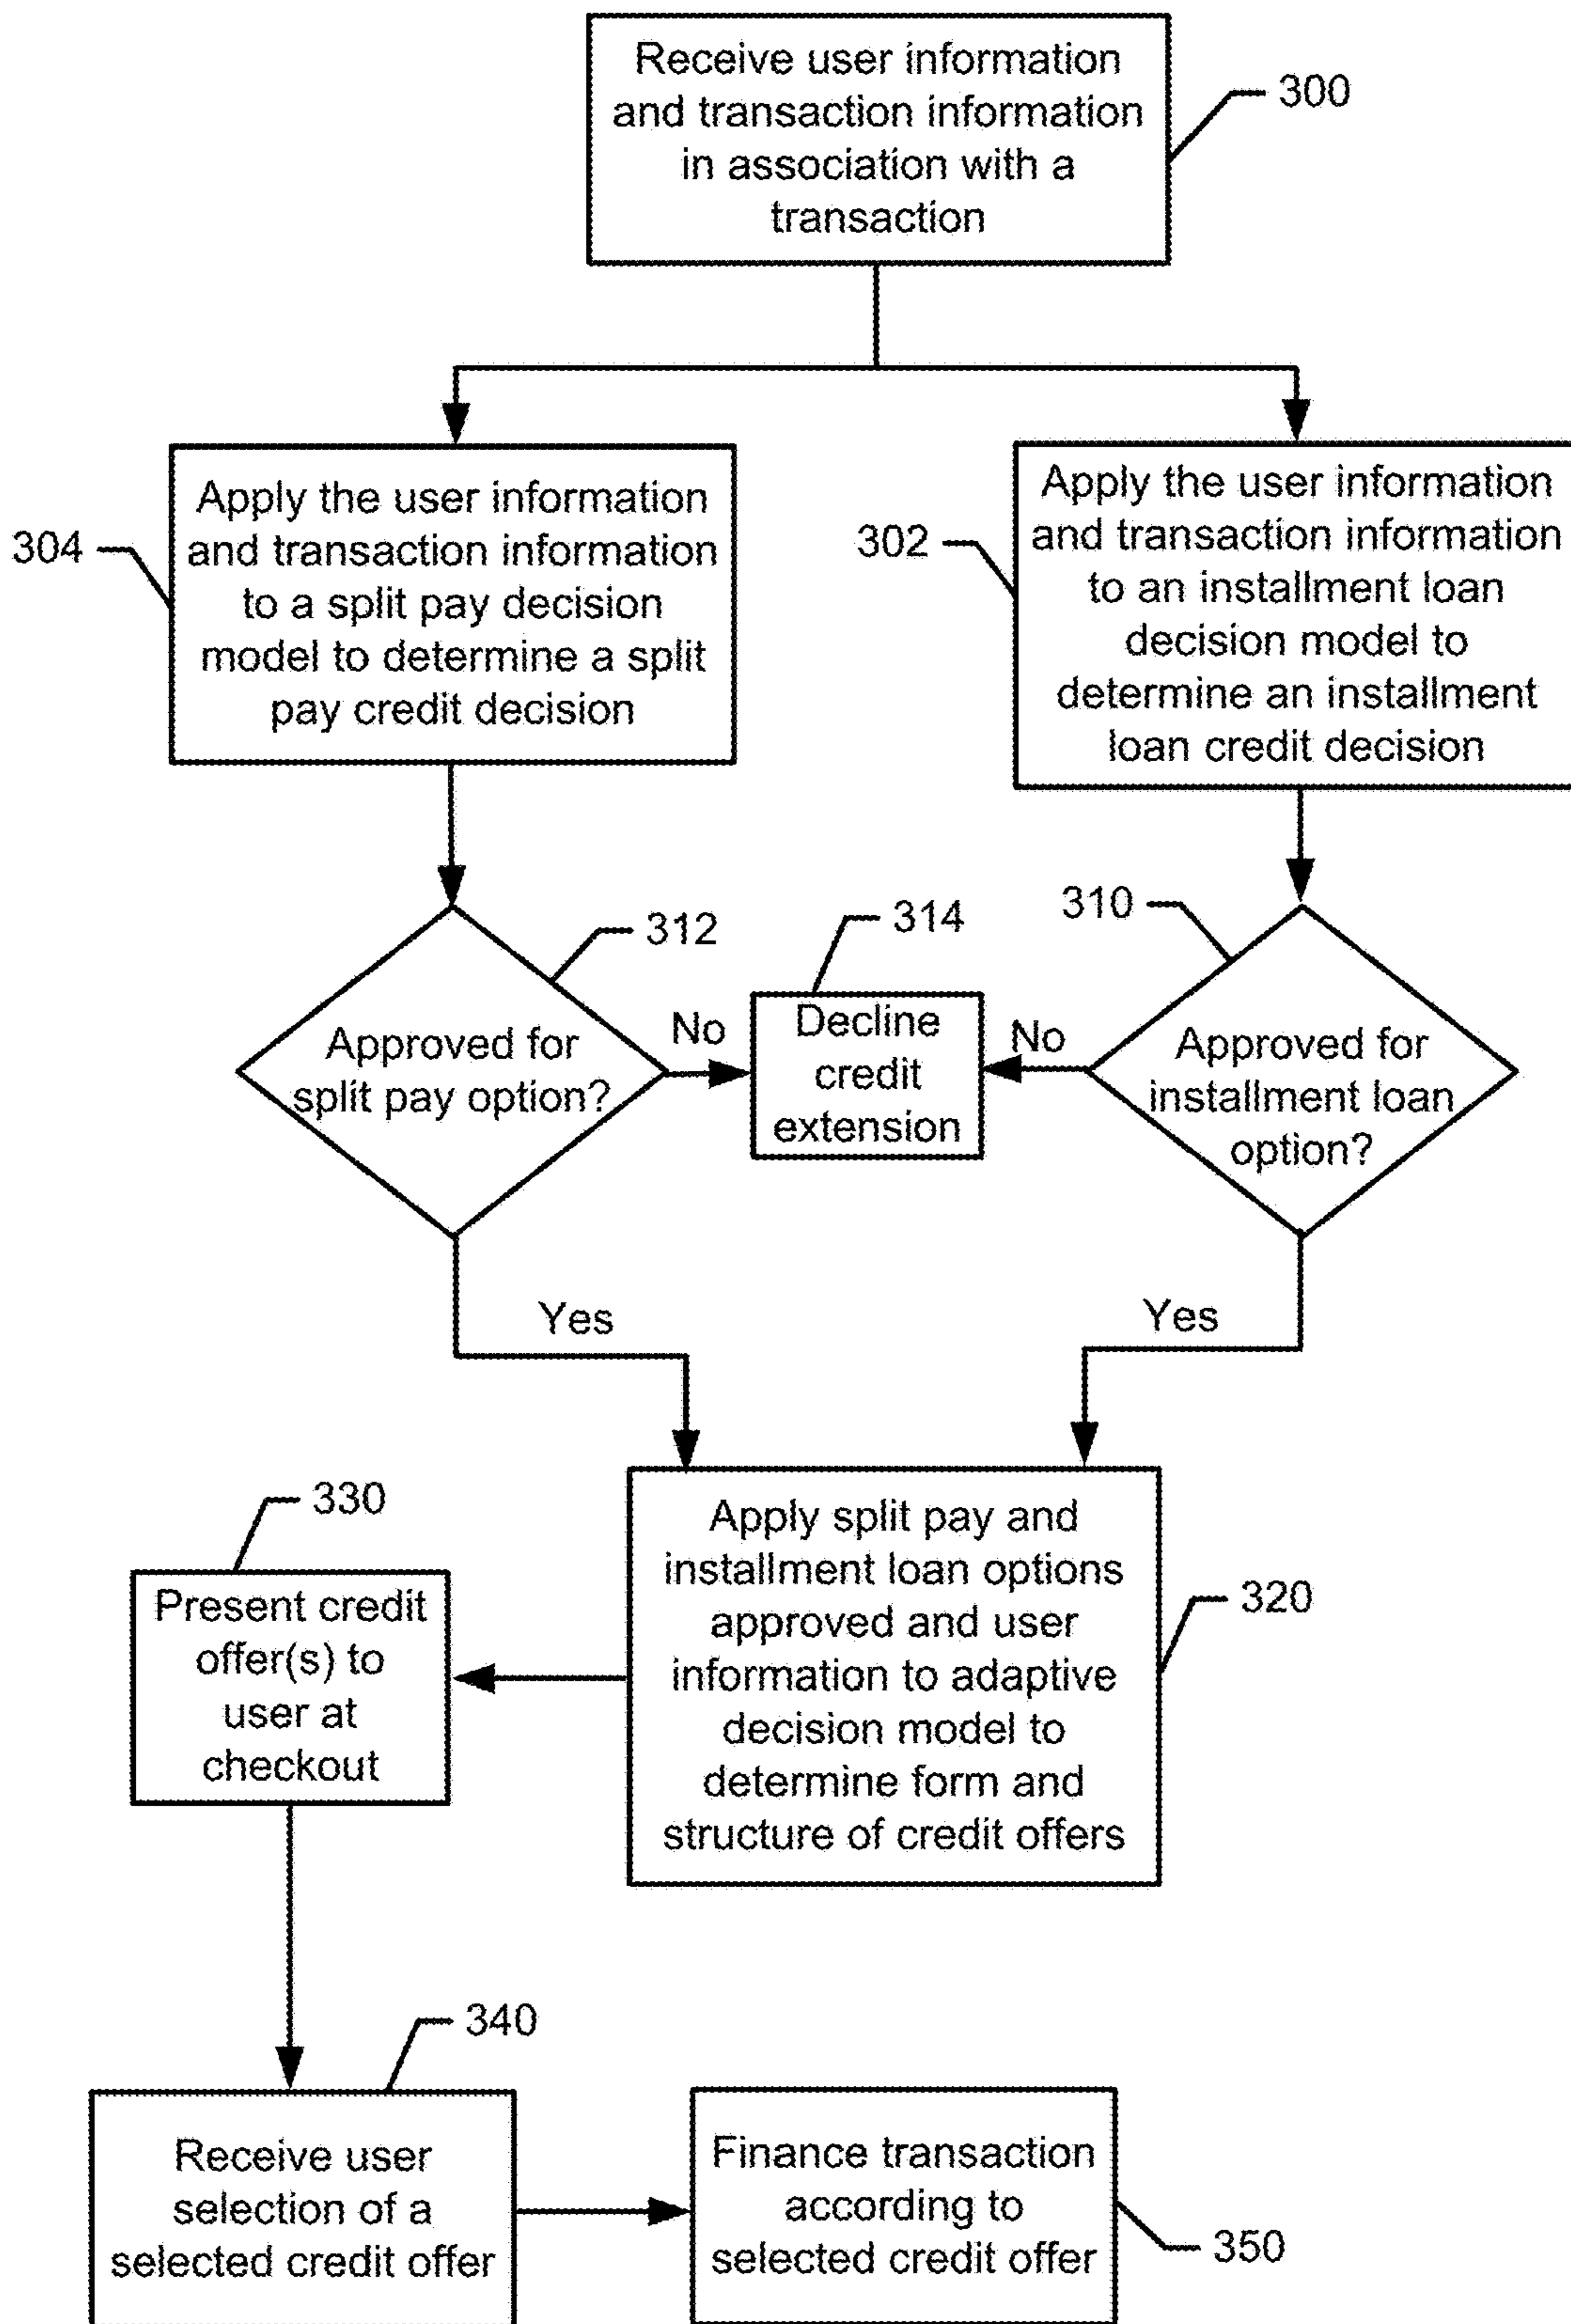 Receive user information
and transaction information
in association with a
transaction
300
304
Apply the user information
and transaction information
to a split pay decision
model to determine a split
pay credit decision
302
Apply the user information
and transaction information
to an installment loan
decision model to
determine an installment
loan credit decision
312
314
310
Approved for
split pay option?
No
Decline
credit
extension
No
Approved for
installment loan
option?
Yes
Yes
330
Present credit
offer(s) to
user at
checkout
Apply split pay and
installment loan options
approved and user
information to adaptive
decision model to
determine form and
structure of credit offers
320
340
Receive user
selection of a
selected credit offer
Finance transaction
according to
selected credit offer
350